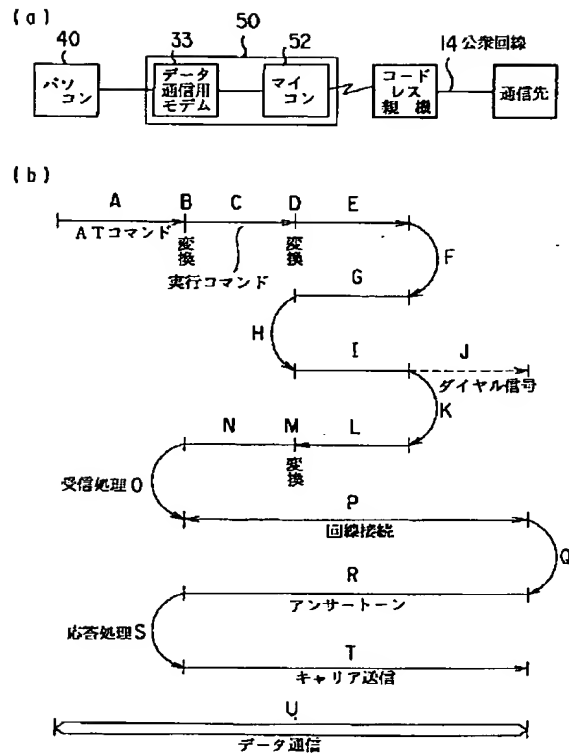 (a)
50
40
33
52
14公衆回線
パソコン
データ
通信用
モデム
マイコン
コード
レス
親 機
通信先
(b)
A
B
C
D
E
ATコマンド
変換
実行コマンド
変換
F
G
H
I
J
ダイヤル信号
K
N
M
L
変換
受信処理O
P
回線接続
Q
R
アンサートーン
応答処理S
T
キャリア送信
U
データ通信